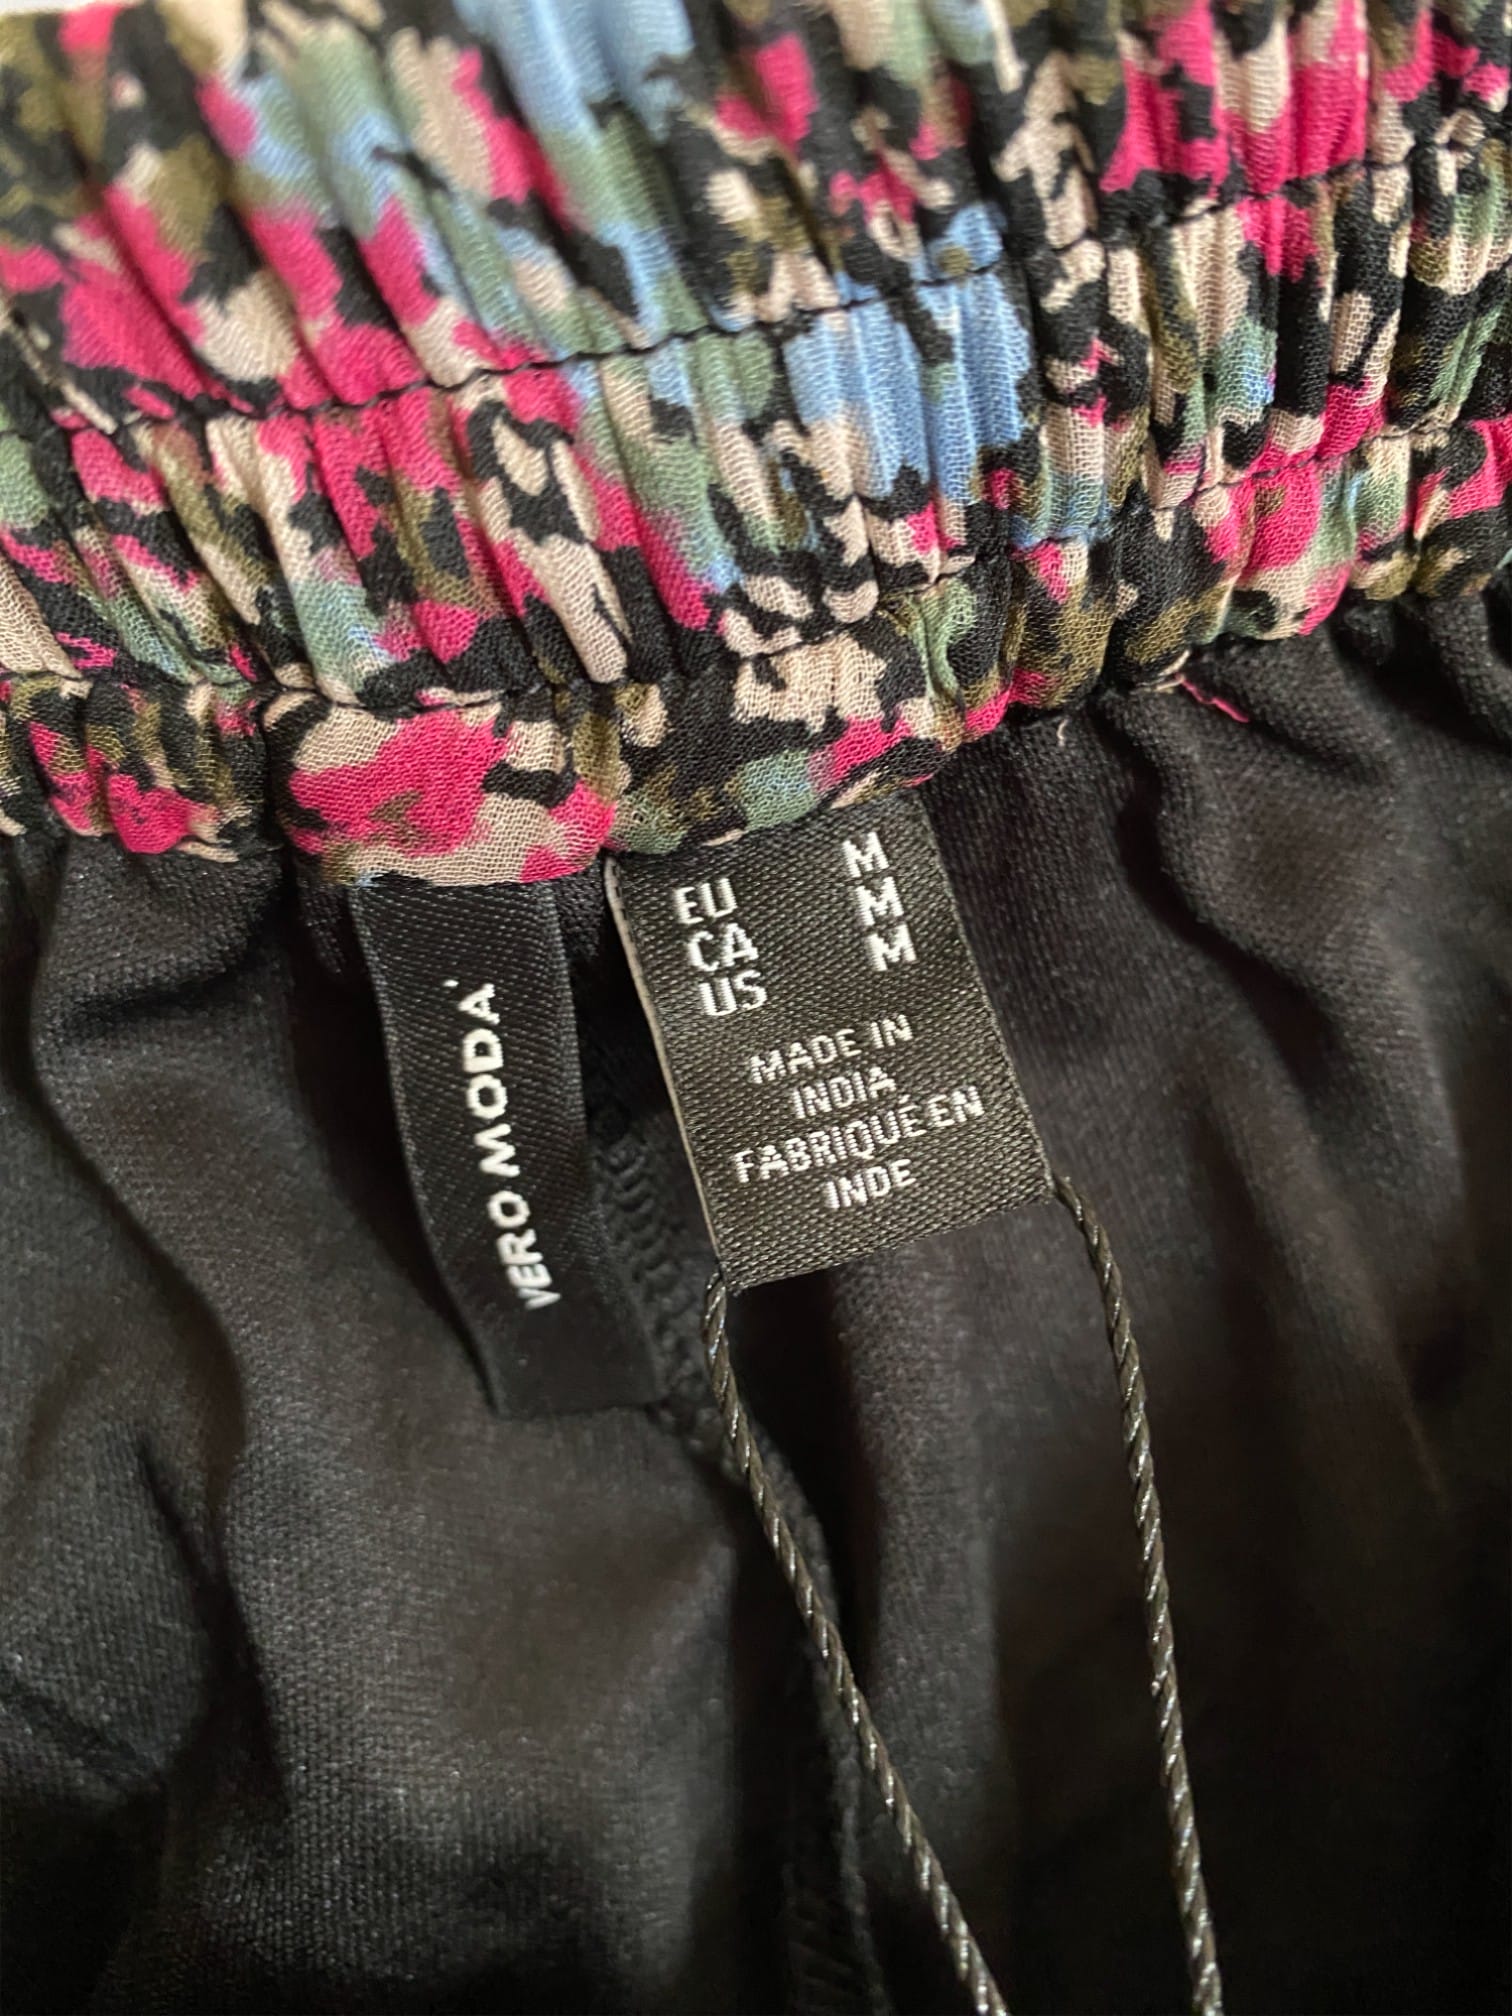 VERO MODA
EU M
CA M
US M
MADE IN
INDIA
FABRIQUÉ EN
INDE